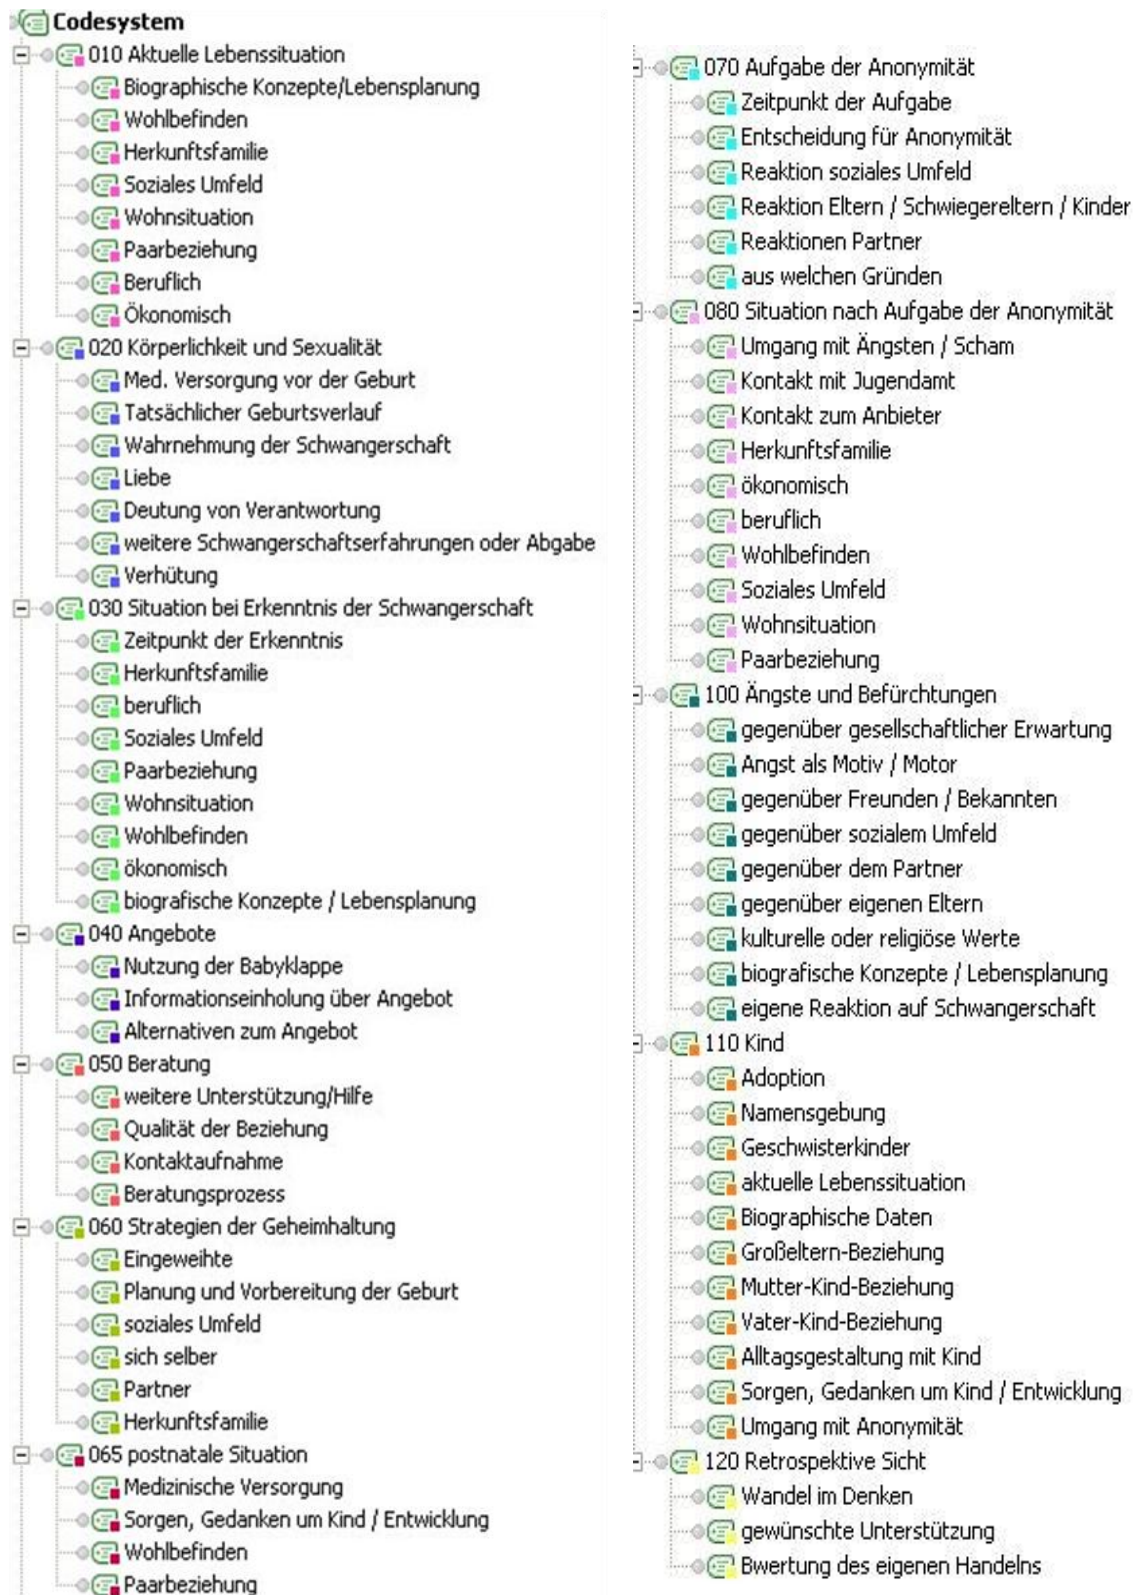 Codesystem
010 Aktuelle Lebenssituation
Biographische Konzepte/Lebensplanung
Wohlbefinden
Herkunftsfamilie
Soziales Umfeld
Wohnsituation
Paarbeziehung
Beruflich
Ökonomisch
020 Körperlichkeit und Sexualität
Med. Versorgung vor der Geburt
Tatsächlicher Geburtsverlauf
Wahrnehmung der Schwangerschaft
Liebe
Deutung von Verantwortung
weitere Schwangerschaftserfahrungen oder Abgabe
Verhütung
030 Situation bei Erkenntnis der Schwangerschaft
Zeitpunkt der Erkenntnis
Herkunftsfamilie
beruflich
Soziales Umfeld
Paarbeziehung
Wohnsituation
Wohlbefinden
ökonomisch
biografische Konzepte / Lebensplanung
040 Angebote
Nutzung der Babyklappe
Informationseinholung über Angebot
Alternativen zum Angebot
050 Beratung
weitere Unterstützung/Hilfe
Qualität der Beziehung
Kontaktaufnahme
Beratungsprozess
060 Strategien der Geheimhaltung
Eingeweihte
Planung und Vorbereitung der Geburt
soziales Umfeld
sich selber
Partner
Herkunftsfamilie
065 postnatale Situation
Medizinische Versorgung
Sorgen, Gedanken um Kind / Entwicklung
Wohlbefinden
Paarbeziehung
070 Aufgabe der Anonymität
Zeitpunkt der Aufgabe
Entscheidung für Anonymität
Reaktion soziales Umfeld
Reaktion Eltern / Schwiegereltern / Kinder
Reaktionen Partner
aus welchen Gründen
080 Situation nach Aufgabe der Anonymität
Umgang mit Ängsten / Scham
Kontakt mit Jugendamt
Kontakt zum Anbieter
Herkunftsfamilie
ökonomisch
beruflich
Wohlbefinden
Soziales Umfeld
Wohnsituation
Paarbeziehung
100 Ängste und Befürchtungen
gegenüber gesellschaftlicher Erwartung
Angst als Motiv / Motor
gegenüber Freunden / Bekannten
gegenüber sozialem Umfeld
gegenüber dem Partner
gegenüber eigenen Eltern
kulturelle oder religiöse Werte
biografische Konzepte / Lebensplanung
eigene Reaktion auf Schwangerschaft
110 Kind
Adoption
Namensgebung
Geschwisterkinder
aktuelle Lebenssituation
Biographische Daten
Großeltern-Beziehung
Mutter-Kind-Beziehung
Vater-Kind-Beziehung
Alltagsgestaltung mit Kind
Sorgen, Gedanken um Kind / Entwicklung
Umgang mit Anonymität
120 Retrospektive Sicht
Wandel im Denken
gewünschte Unterstützung
Bwertung des eigenen Handelns